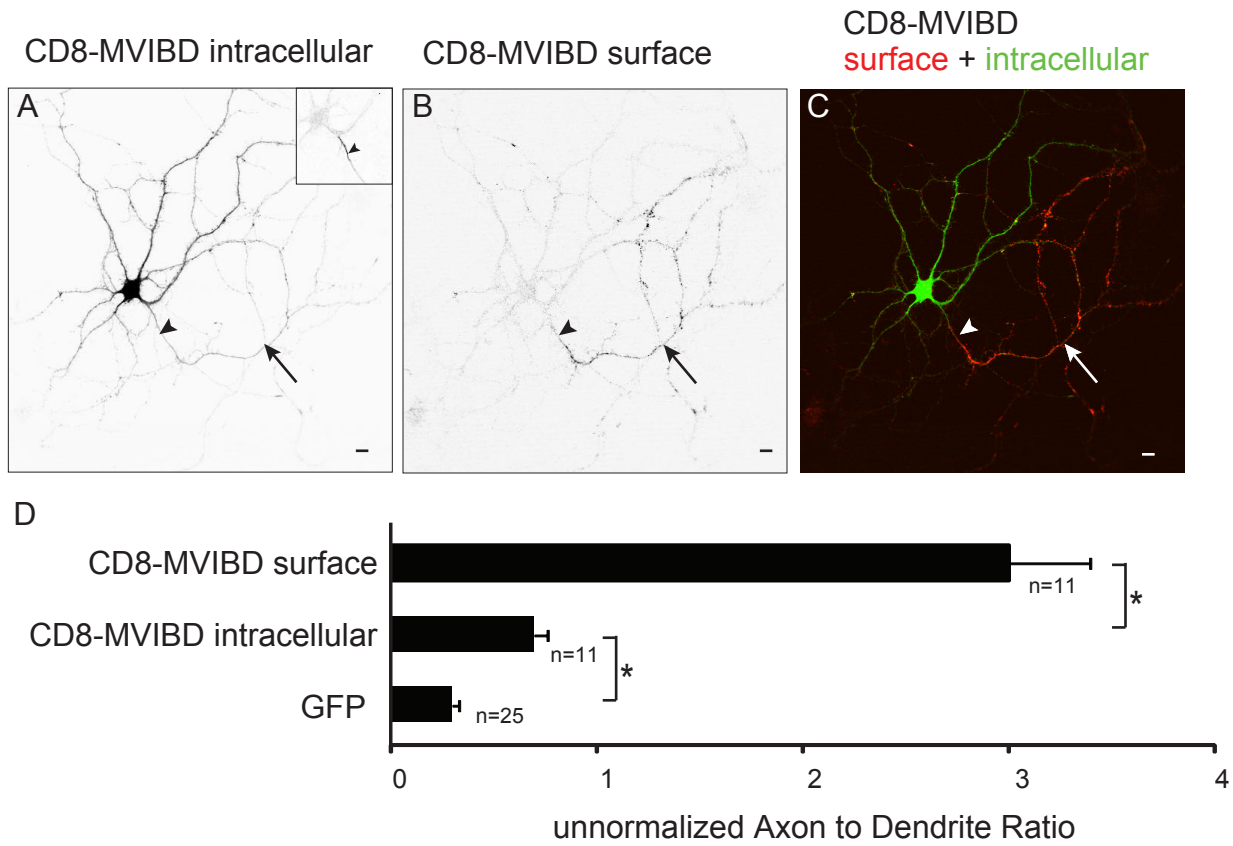 CD8-MVIBD intracellular
CD8-MVIBD surface
CD8-MVIBD
surface + intracellular
A
B
C
D
CD8-MVIBD surface
n=11
*
CD8-MVIBD intracellular
n=11
*
GFP
n=25
0 1 2 3 4
unnormalized Axon to Dendrite Ratio